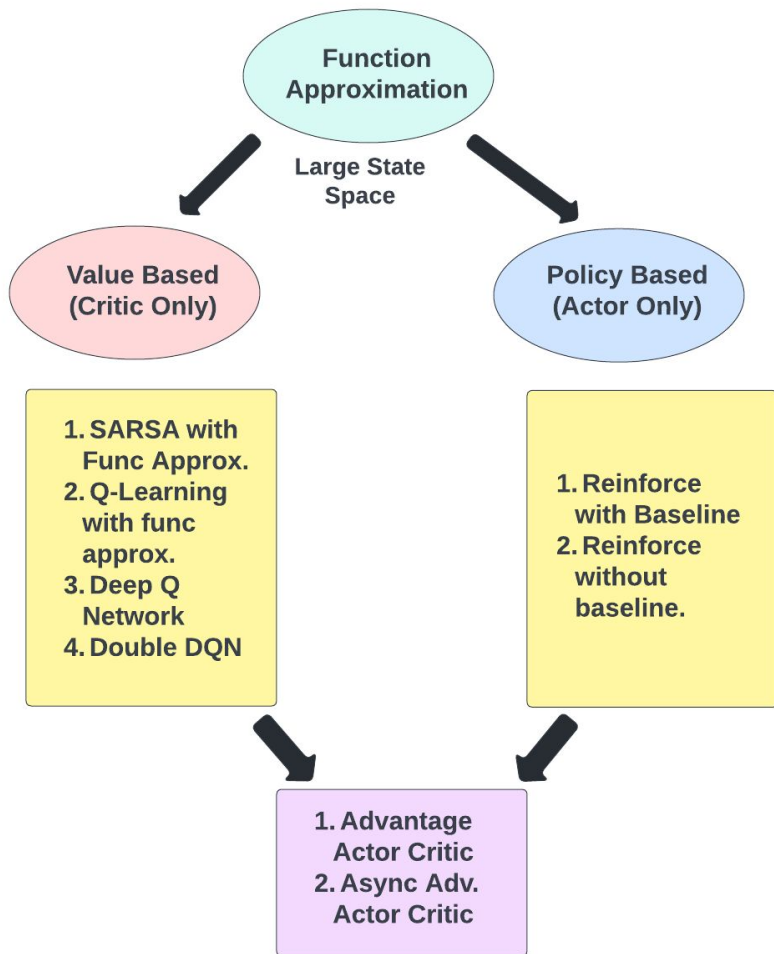 Function
Approximation
Large State
Space
Value Based
(Critic Only)
Policy Based
(Actor Only)
1. SARSA with
Func Approx.
2. Q-Learning
with func
approx.
3. Deep Q
Network
4. Double DQN
1. Reinforce
with Baseline
2. Reinforce
without
baseline.
1. Advantage
Actor Critic
2. Async Adv.
Actor Critic